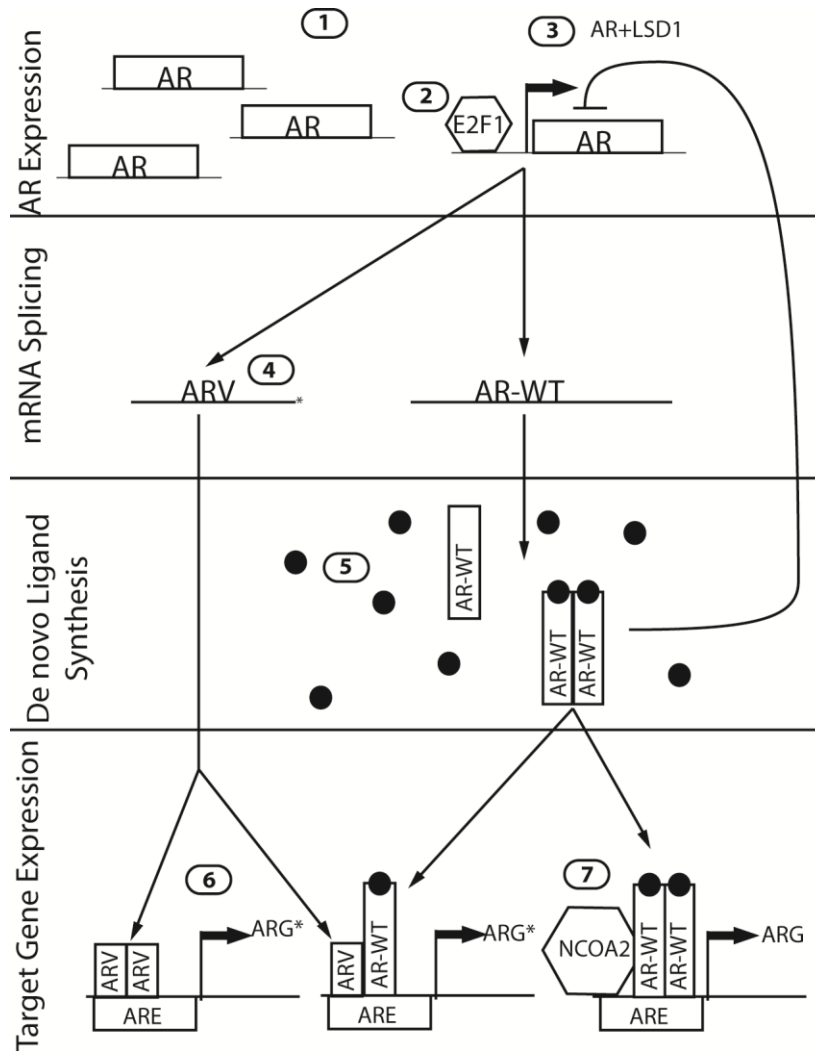 AR Expression
1
3 AR+LSD1
AR
2
E2F1
AR
AR
AR
mRNA Splicing
4
ARV*
AR-WT
De novo Ligand
Synthesis
5
AR-WT
AR-WT
AR-WT
Target Gene Expression
6
7
ARG*
ARG*
ARG
ARV
ARV
ARV
AR-WT
NCOA2
AR-WT
AR-WT
ARE
ARE
ARE